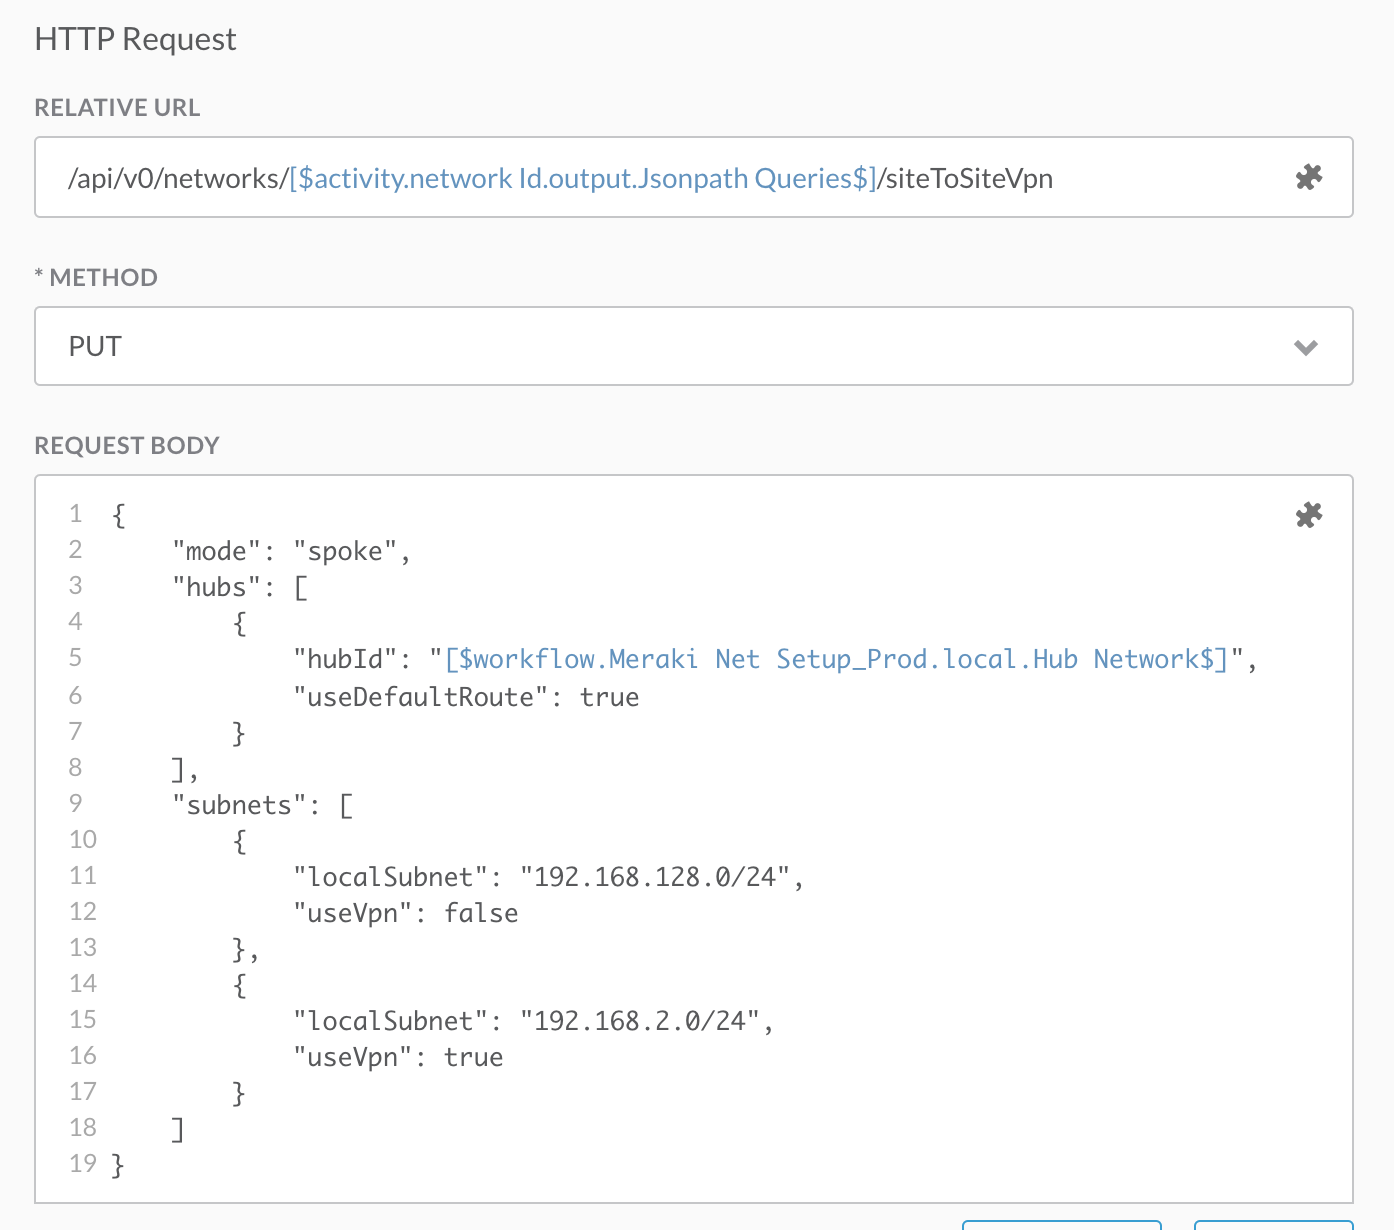 HTTP Request
RELATIVE URL
/api/v0/networks/[$activity.network Id.output.Jsonpath Queries$]/siteToSiteVpn
* METHOD
PUT
REQUEST BODY
1 {
2     "mode": "spoke",
3     "hubs": [
4         {
5             "hubId": "[$workflow.Meraki Net Setup_Prod.local.Hub Network$]",
6             "useDefaultRoute": true
7         }
8     ],
9     "subnets": [
10         {
11             "localSubnet": "192.168.128.0/24",
12             "useVpn": false
13         },
14         {
15             "localSubnet": "192.168.2.0/24",
16             "useVpn": true
17         }
18     ]
19 }